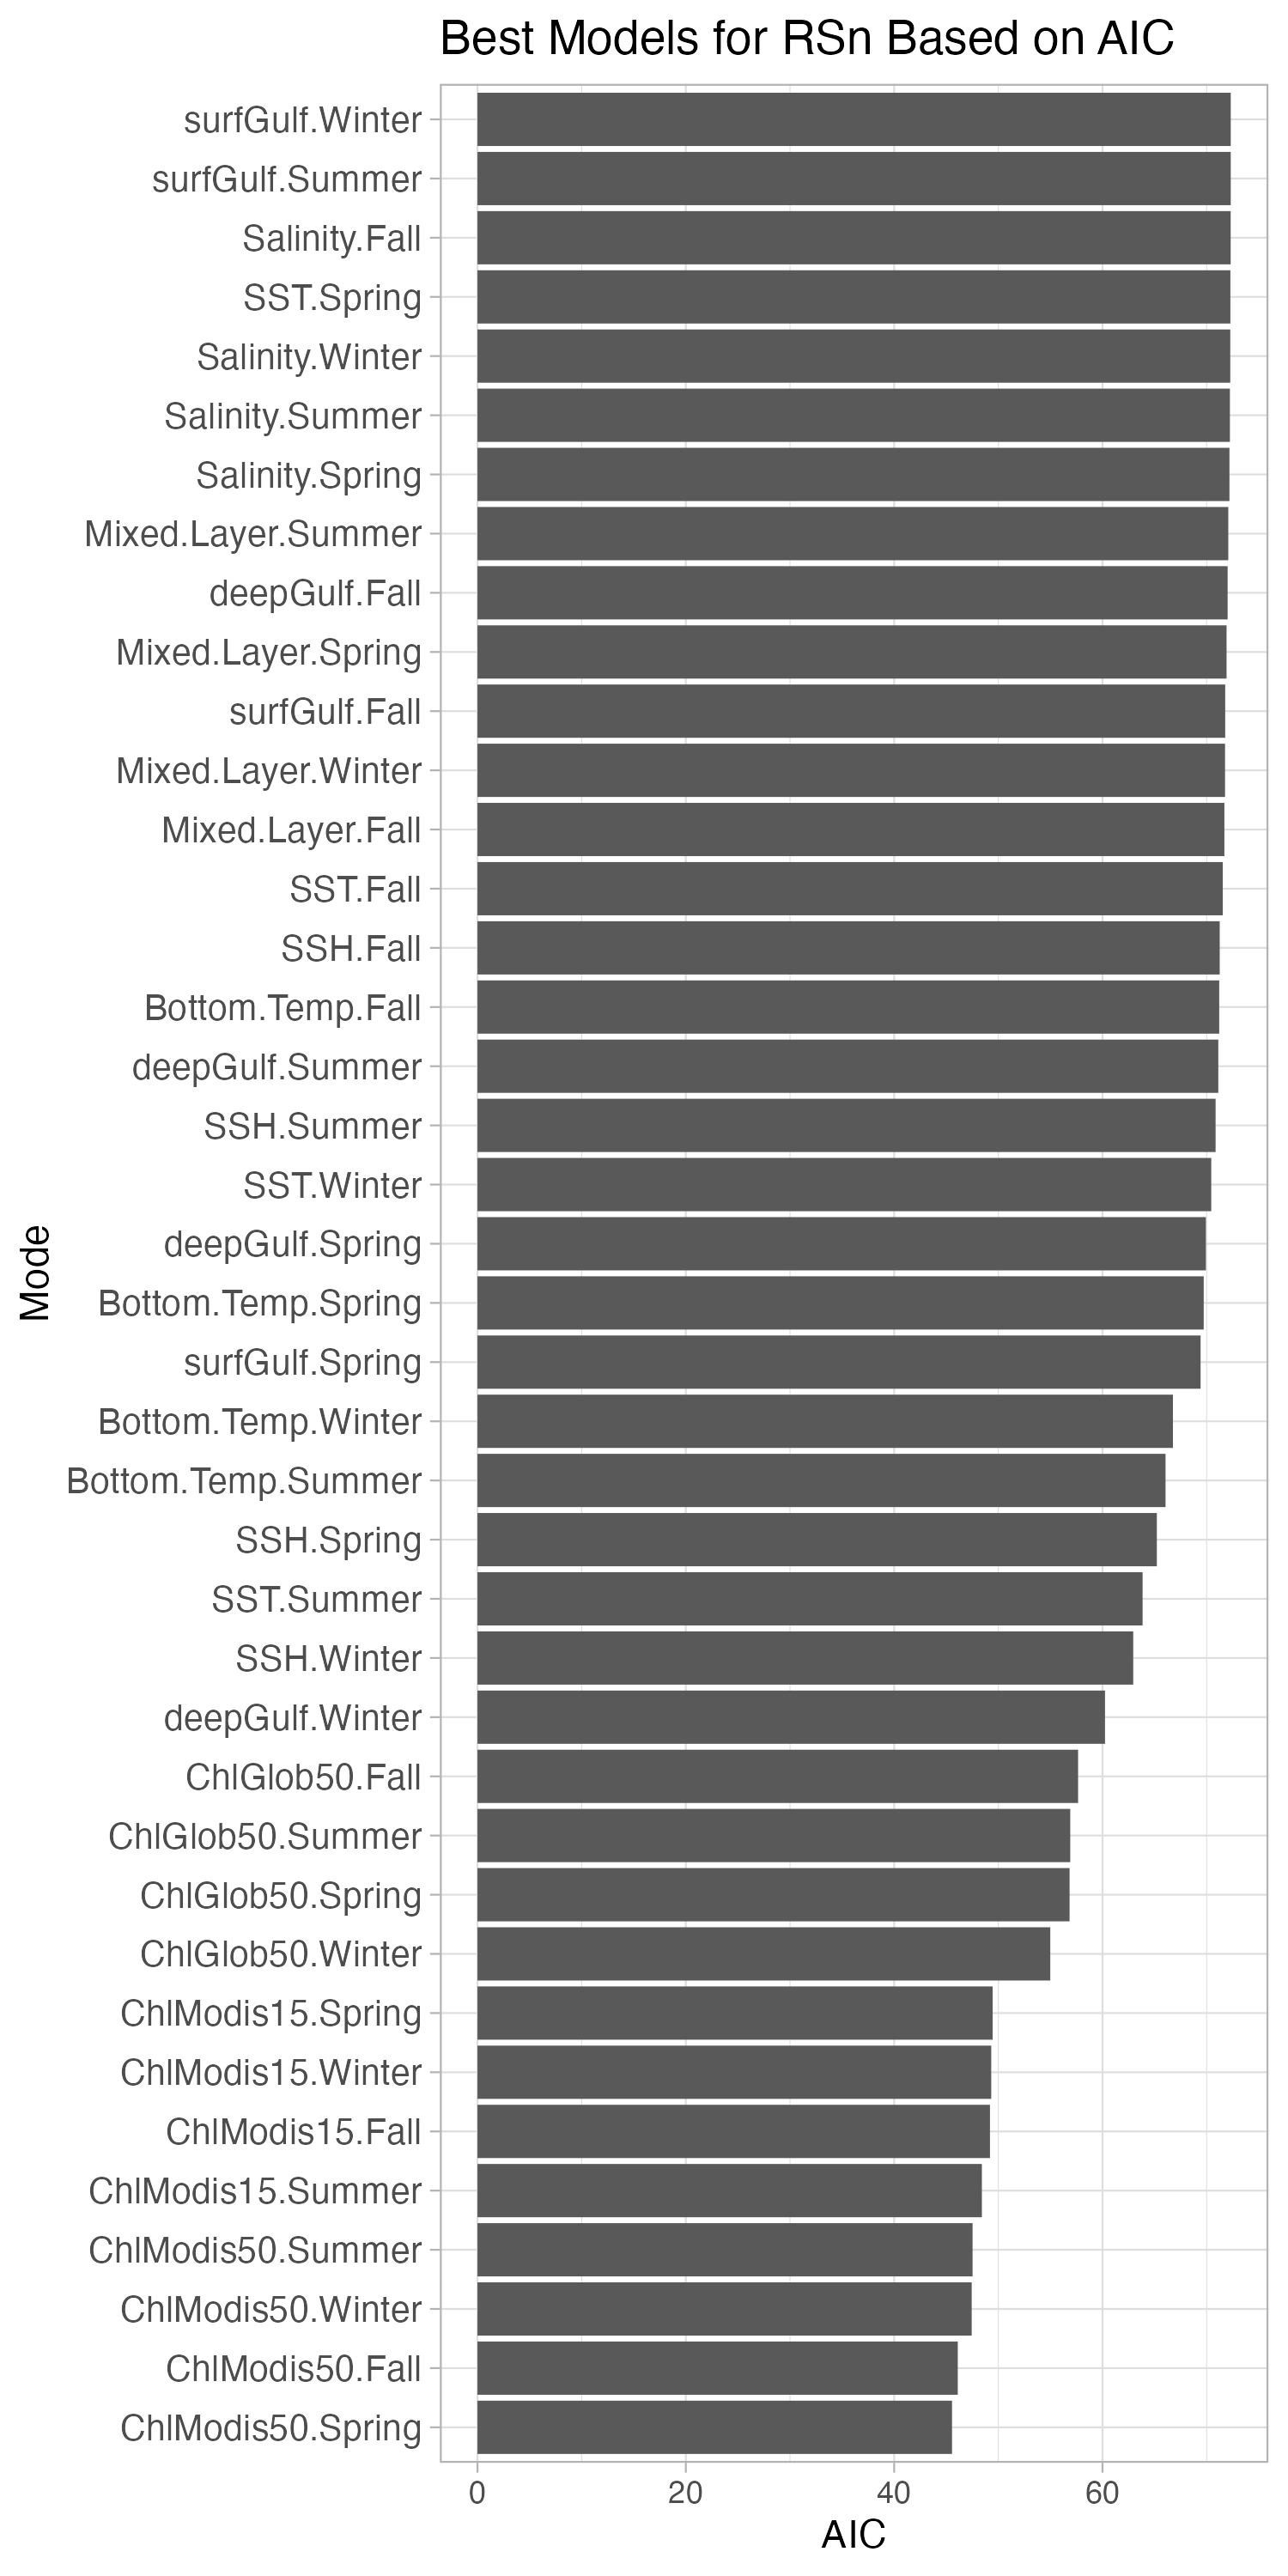 Best Models for RSn Based on AIC
surfGulf.Winter
surfGulf.Summer
Salinity.Fall
SST.Spring
Salinity.Winter
Salinity.Summer
Salinity.Spring
Mixed.Layer.Summer
deepGulf.Fall
Mixed.Layer.Spring
surfGulf.Fall
Mixed.Layer.Winter
Mixed.Layer.Fall
SST.Fall
SSH.Fall
Bottom.Temp.Fall
deepGulf.Summer
SSH.Summer
SST.Winter
deepGulf.Spring
Bottom.Temp.Spring
surfGulf.Spring
Bottom.Temp.Winter
Bottom.Temp.Summer
SSH.Spring
SST.Summer
SSH.Winter
deepGulf.Winter
ChlGlob50.Fall
ChlGlob50.Summer
ChlGlob50.Spring
ChlGlob50.Winter
ChlModis15.Spring
ChlModis15.Winter
ChlModis15.Fall
ChlModis15.Summer
ChlModis50.Summer
ChlModis50.Winter
ChlModis50.Fall
ChlModis50.Spring
Mode
0 20 40 60
AIC